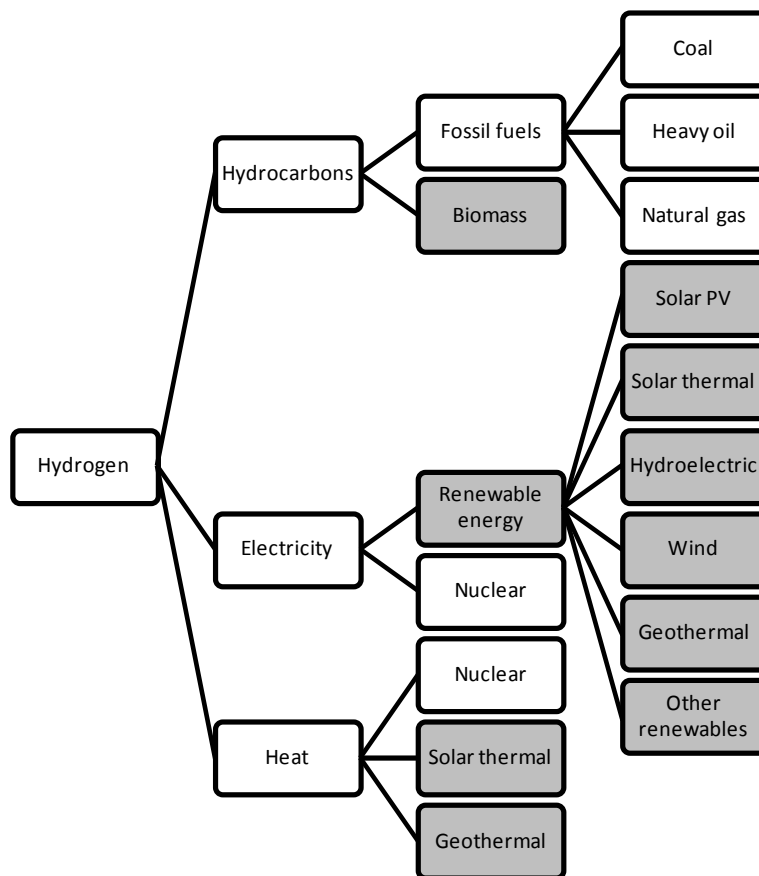 Coal
Fossil fuels
Heavy oil
Hydrocarbons
Biomass
Natural gas
Solar PV
Solar thermal
Hydrogen
Hydroelectric
Renewable
energy
Electricity
Wind
Nuclear
Geothermal
Nuclear
Other
renewables
Heat
Solar thermal
Geothermal